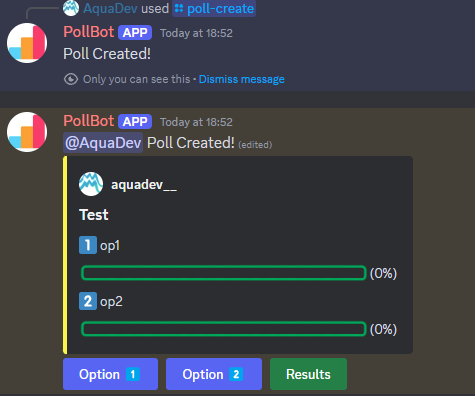 AquaDev used poll-create
PollBot APP Today at 18:52
Poll Created!
Only you can see this • Dismiss message
PollBot APP Today at 18:52
@AquaDev Poll Created! (edited)
aquadev__
Test
1 op1
(0%)
2 op2
(0%)
Option 1 Option 2 Results